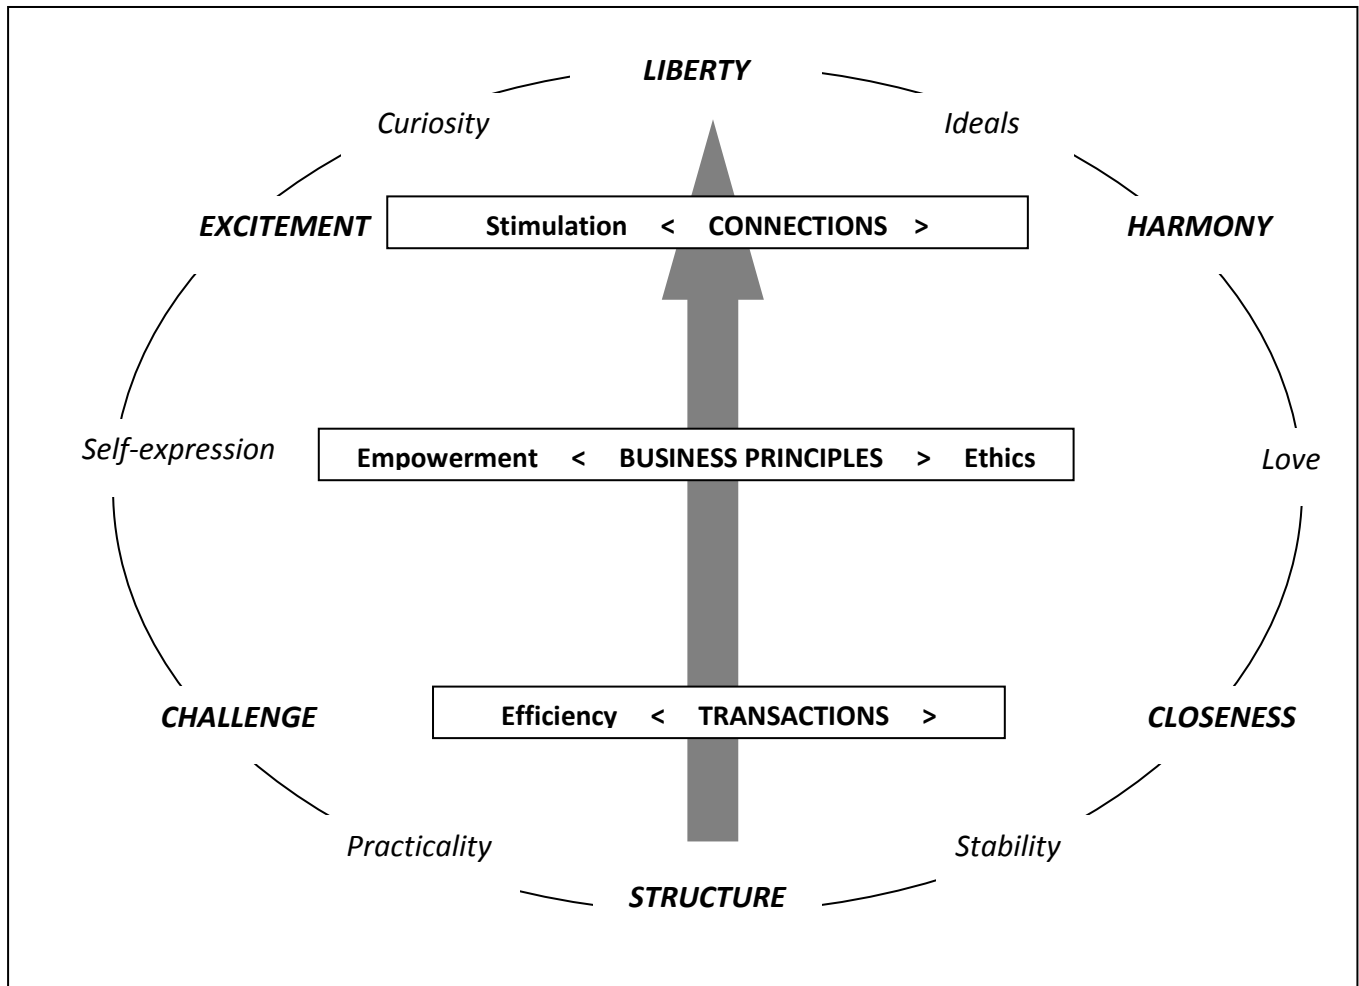 LIBERTY
Curiosity Ideals
EXCITEMENT Stimulation < CONNECTIONS > HARMONY
Self-expression Empowerment < BUSINESS PRINCIPLES > Ethics Love
CHALLENGE Efficiency < TRANSACTIONS > CLOSENESS
Practicality Stability
STRUCTURE